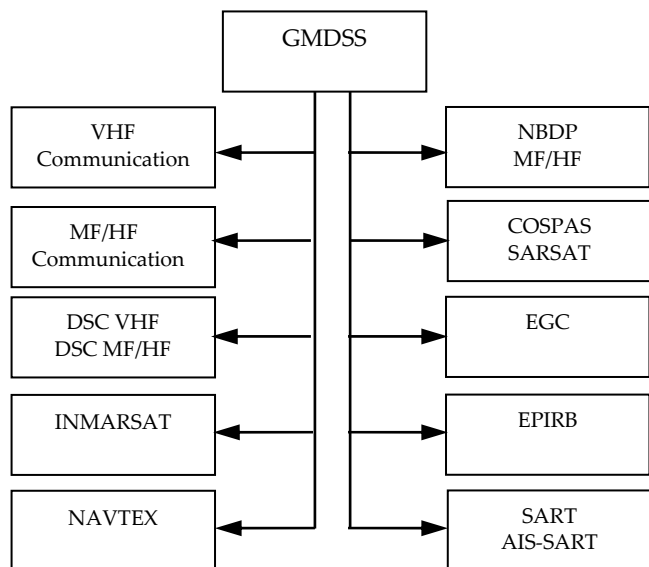 GMDSS
VHF
Communication
NBDP
MF/HF
MF/HF
Communication
COSPAS
SARSAT
DSC VHF
DSC MF/HF
EGC
INMARSAT
EPIRB
NAVTEX
SART
AIS-SART